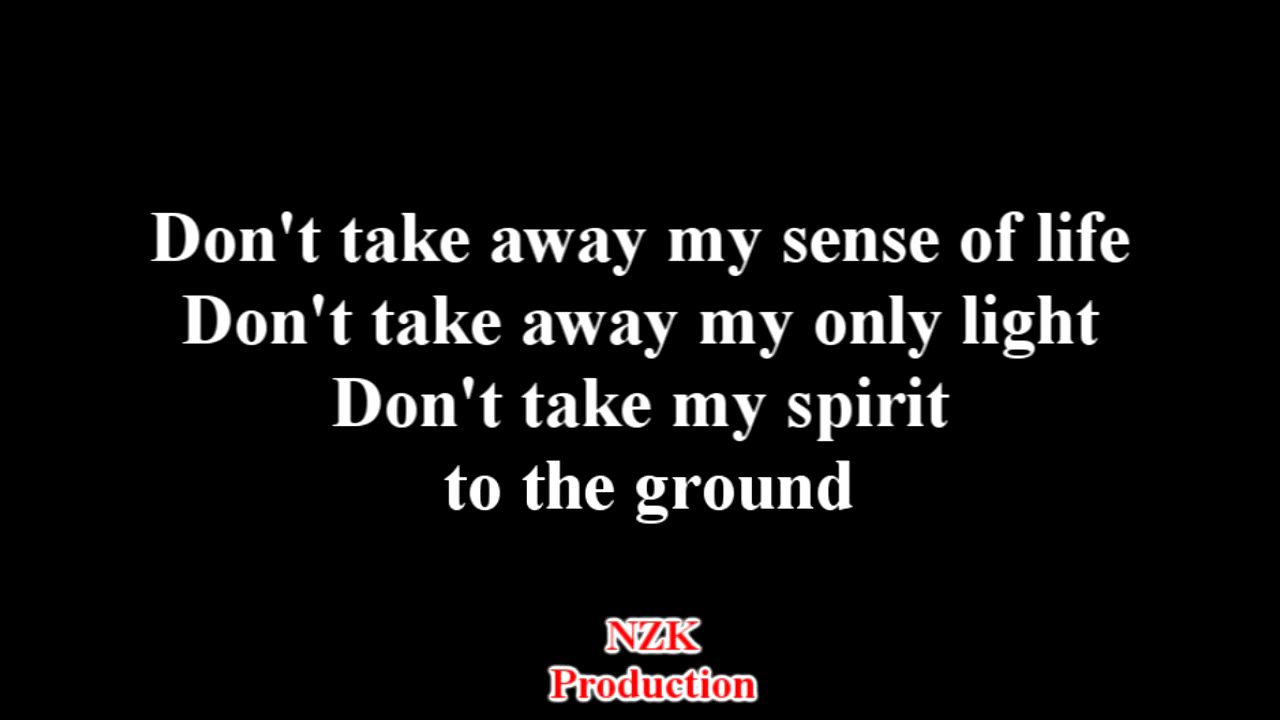 Don't take away my sense of life
Don't take away my only light
Don't take my spirit
to the ground
NZK
Production